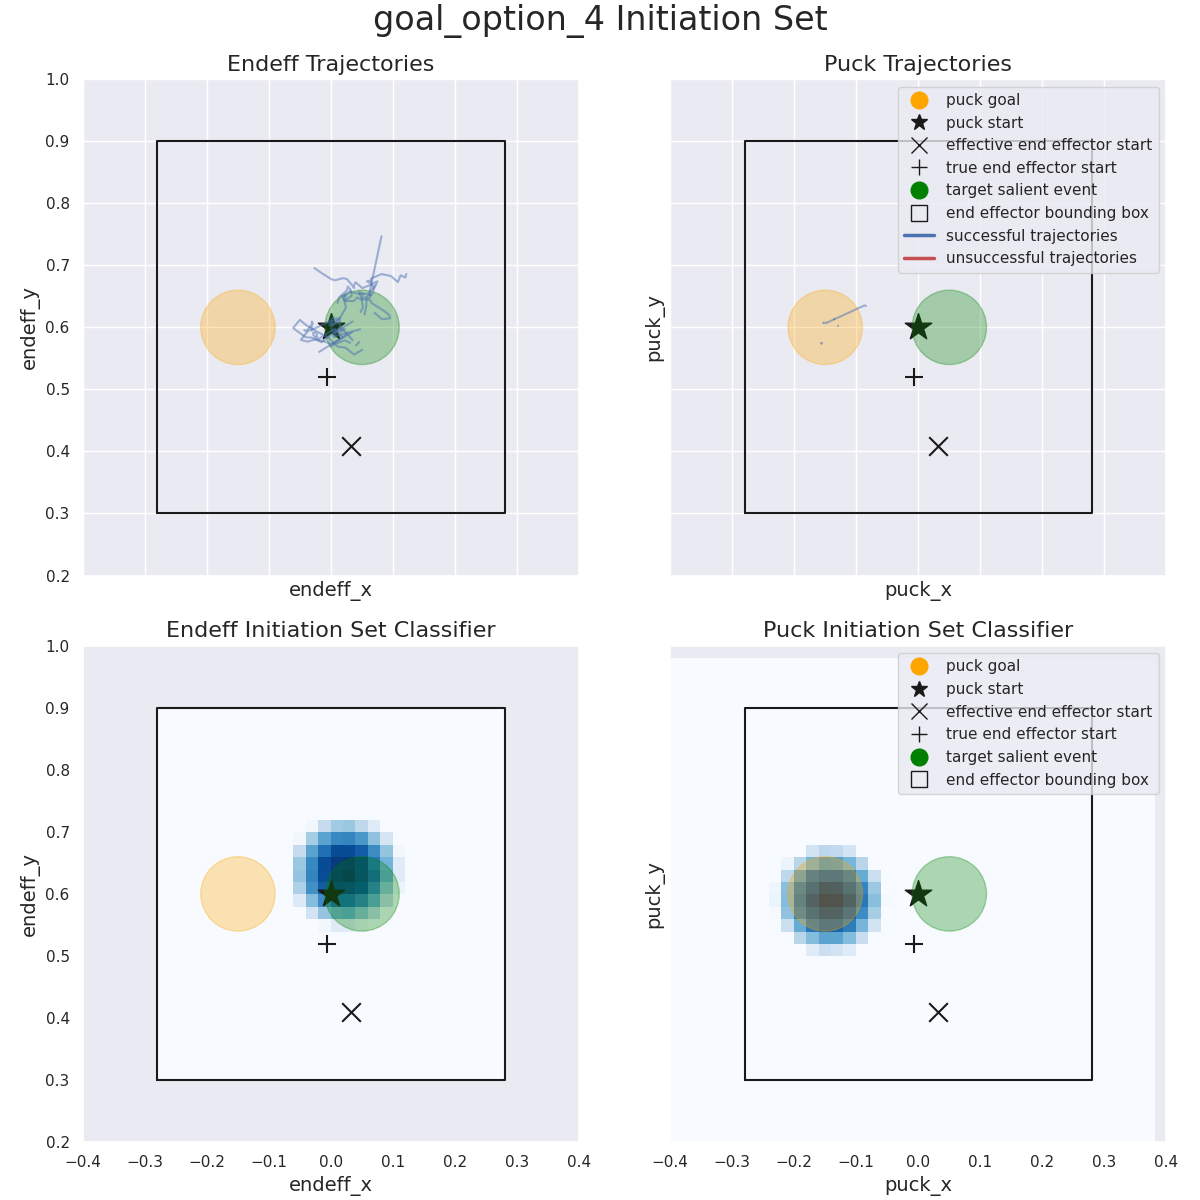 goal_option_4 Initiation Set
Endeff Trajectories
Puck Trajectories
1.0
0.9
0.8
0.7
0.6
0.5
0.4
0.3
0.2
endeff_y
endeff_x
puck_y
puck_x
puck goal
puck start
effective end effector start
true end effector start
target salient event
end effector bounding box
successful trajectories
unsuccessful trajectories
Endeff Initiation Set Classifier
Puck Initiation Set Classifier
1.0
0.9
0.8
0.7
0.6
0.5
0.4
0.3
0.2
endeff_y
−0.4 −0.3 −0.2 −0.1 0.0 0.1 0.2 0.3 0.4
endeff_x
puck_y
puck goal
puck start
effective end effector start
true end effector start
target salient event
end effector bounding box
−0.4 −0.3 −0.2 −0.1 0.0 0.1 0.2 0.3 0.4
puck_x